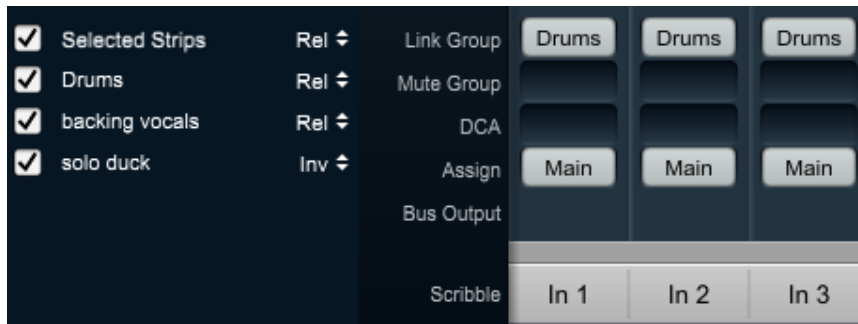 Selected Strips Rel
Drums Rel
backing vocals Rel
solo duck Inv
Link Group Drums Drums Drums
Mute Group
DCA
Assign Main Main Main
Bus Output
Scribble In 1 In 2 In 3